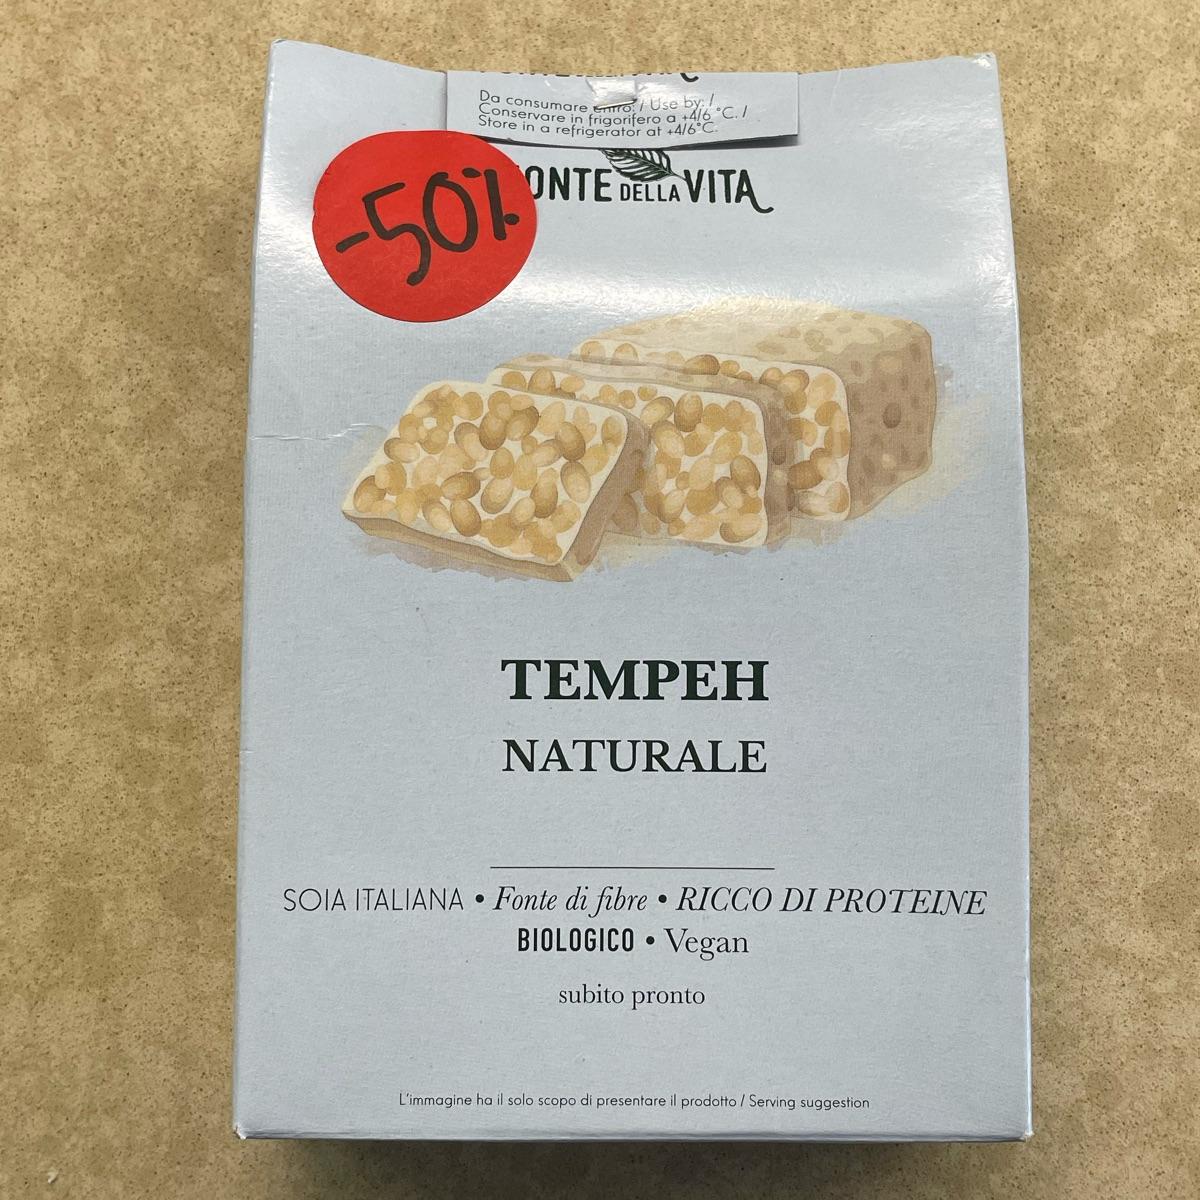 Da consumare entro: / Use by: /
Conservare in frigorifero a +4/6 °C. /
Store in a refrigerator at +4/6°C.
-50%
ONTE DELLA VITA
TEMPEH
NATURALE
SOIA ITALIANA • Fonte di fibre • RICCO DI PROTEINE
BIOLOGICO • Vegan
subito pronto
L'immagine ha il solo scopo di presentare il prodotto / Serving suggestion